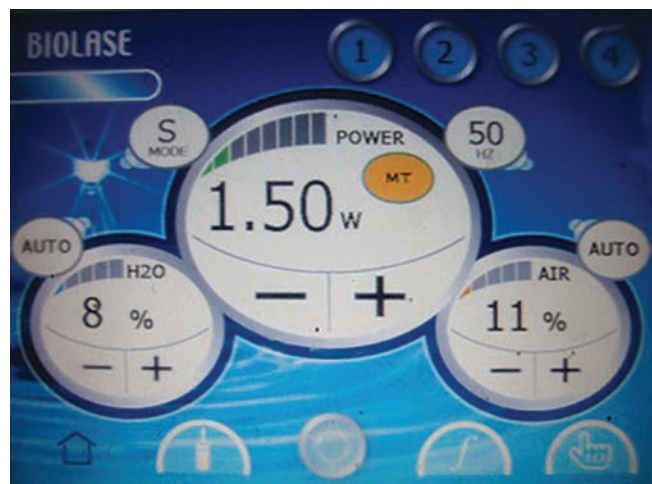 BIOLASE
1 2 3 4
S
MODE
POWER
50
HZ
MT
1.50 W
− +
AUTO
H2O
8 %
− +
AUTO
AIR
11 %
− +
f